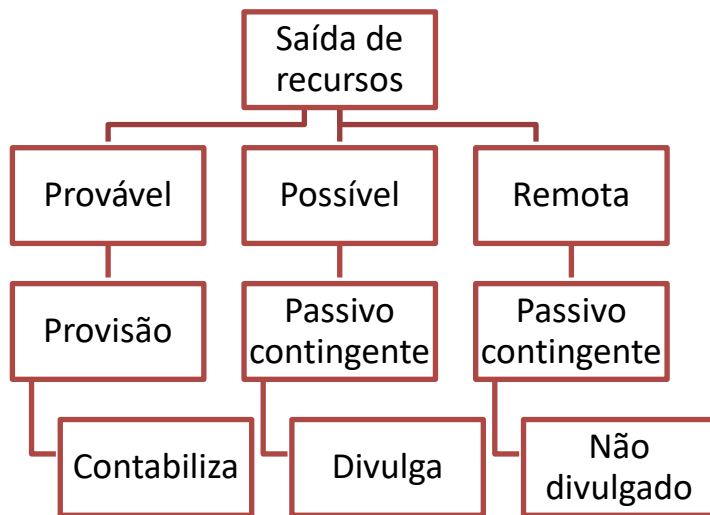 Saída de
recursos
Provável
Possível
Remota
Provisão
Passivo
contingente
Passivo
contingente
Contabiliza
Divulga
Não
divulgado